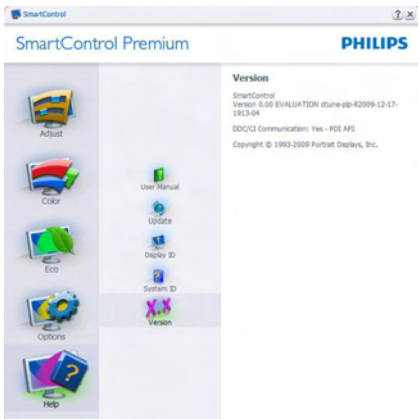 SmartControl
SmartControl Premium
PHILIPS
Adjust
Color
Eco
Options
Help
User Manual
Update
Display ID
System ID
X.X
Version
Version
SmartControl
Version 0.00 EVALUATION dtune-plp-R2009-12-17-
1913-04
DDC/CI Communication: Yes - PDI API
Copyright © 1993-2009 Portrait Displays, Inc.